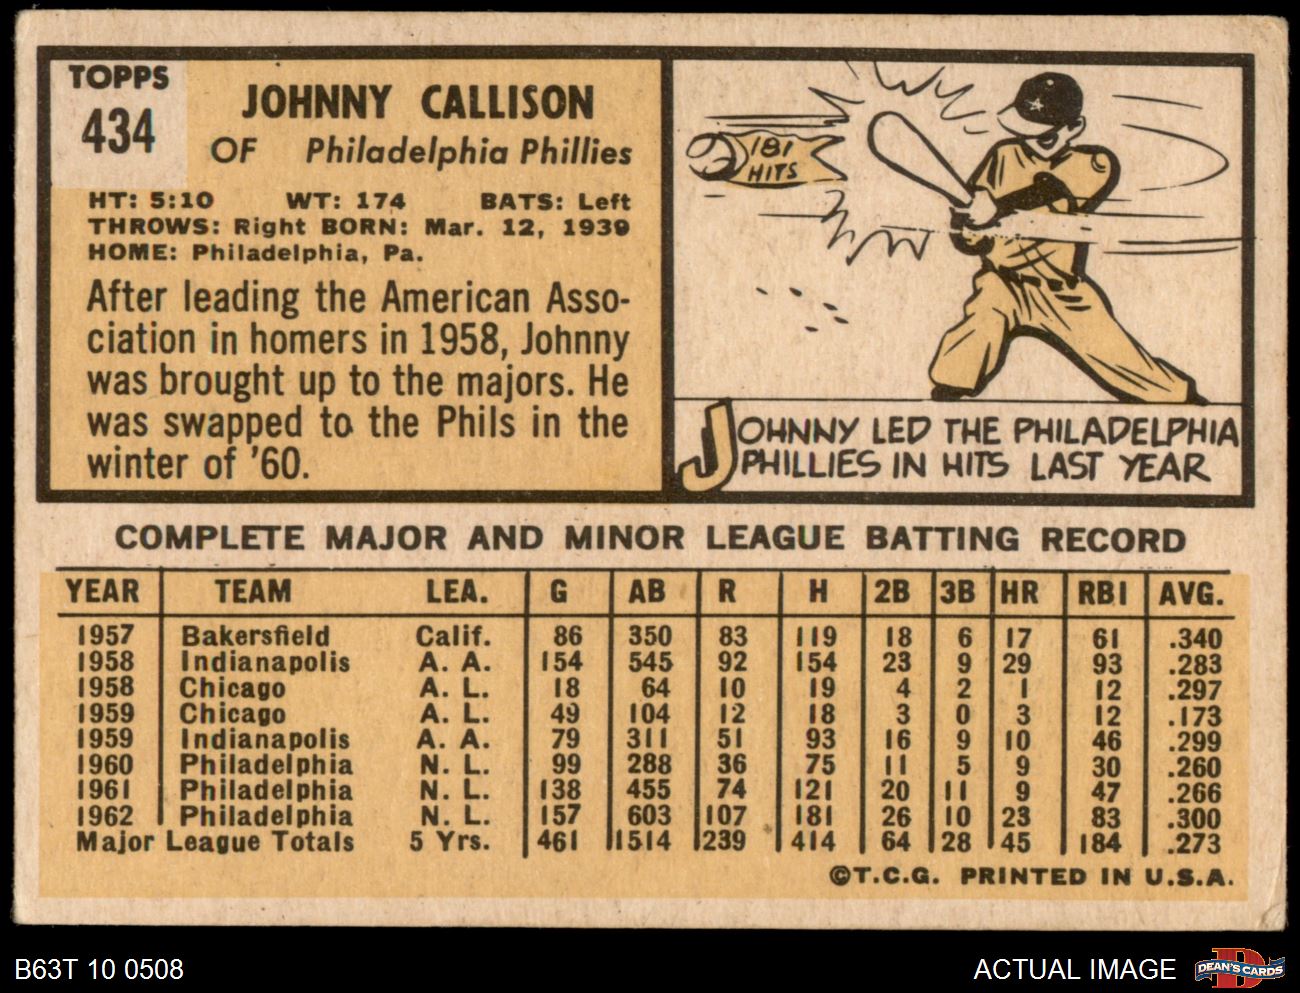 TOPPS
434
JOHNNY CALLISON
OF Philadelphia Phillies
HT: 5:10 WT: 174 BATS: Left
THROWS: Right BORN: Mar. 12, 1939
HOME: Philadelphia, Pa.
After leading the American Asso-
ciation in homers in 1958, Johnny
was brought up to the majors. He
was swapped to the Phils in the
winter of '60.
181
HITS
JOHNNY LED THE PHILADELPHIA
PHILLIES IN HITS LAST YEAR
COMPLETE MAJOR AND MINOR LEAGUE BATTING RECORD
YEAR TEAM LEA. G AB R H 2B 3B HR RBI AVG.
1957 Bakersfield Calif. 86 350 83 119 18 6 17 61 .340
1958 Indianapolis A. A. 154 545 92 154 23 9 29 93 .283
1958 Chicago A. L. 18 64 10 19 4 2 1 12 .297
1959 Chicago A. L. 49 104 12 18 3 0 3 12 .173
1959 Indianapolis A. A. 79 311 51 93 16 9 10 46 .299
1960 Philadelphia N. L. 99 288 36 75 11 5 9 30 .260
1961 Philadelphia N. L. 138 455 74 121 20 11 9 47 .266
1962 Philadelphia N. L. 157 603 107 181 26 10 23 83 .300
Major League Totals 5 Yrs. 461 1514 239 414 64 28 45 184 .273
©T.C.G. PRINTED IN U.S.A.
B63T 10 0508
ACTUAL IMAGE
D
DEAN'S CARDS